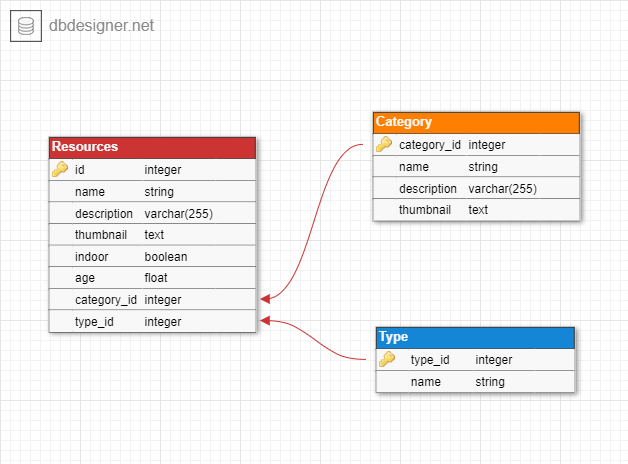 dbdesigner.net
Resources
id integer
name string
description varchar(255)
thumbnail text
indoor boolean
age float
category_id integer
type_id integer
Category
category_id integer
name string
description varchar(255)
thumbnail text
Type
type_id integer
name string